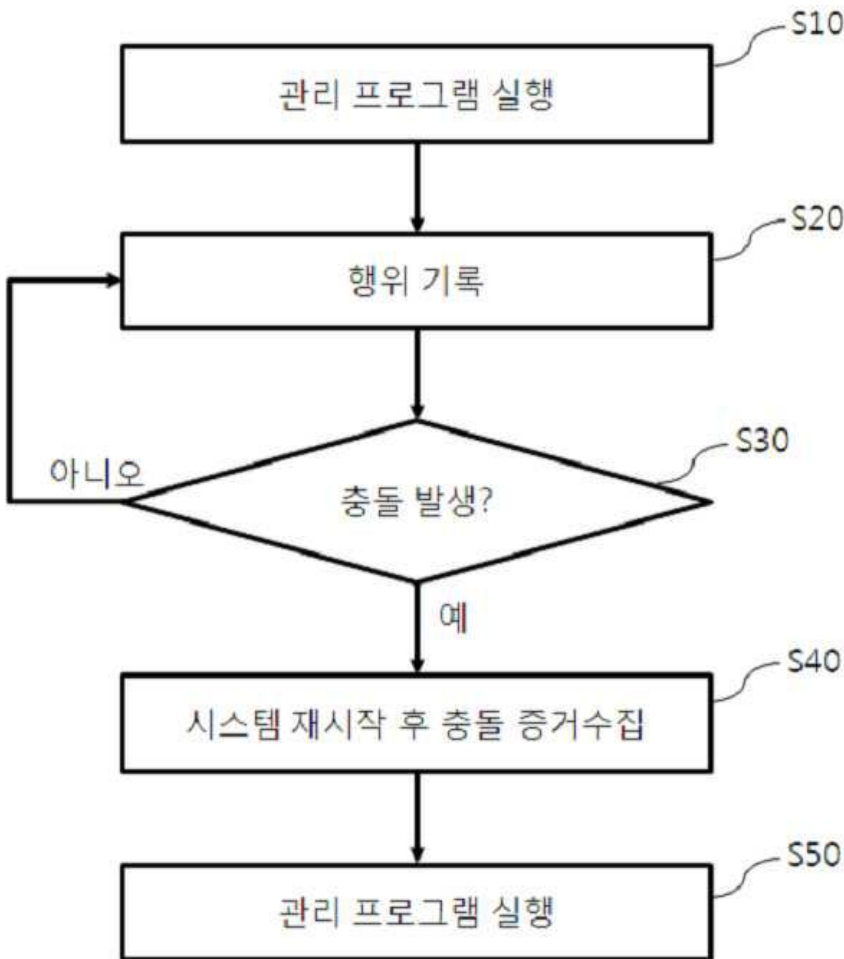 S10
관리 프로그램 실행
S20
행위 기록
S30
아니오
충돌 발생?
예
S40
시스템 재시작 후 충돌 증거수집
S50
관리 프로그램 실행